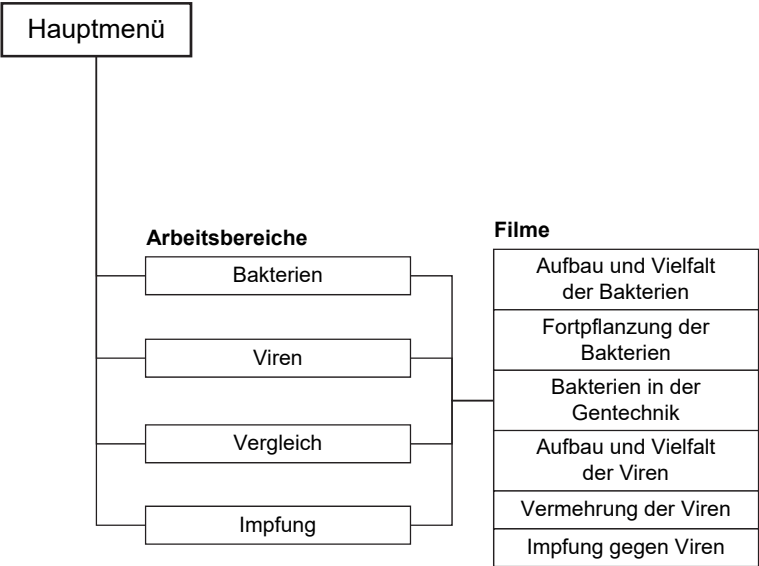 Hauptmenü
Arbeitsbereiche
Bakterien
Viren
Vergleich
Impfung
Filme
Aufbau und Vielfalt
der Bakterien
Fortpflanzung der
Bakterien
Bakterien in der
Gentechnik
Aufbau und Vielfalt
der Viren
Vermehrung der Viren
Impfung gegen Viren